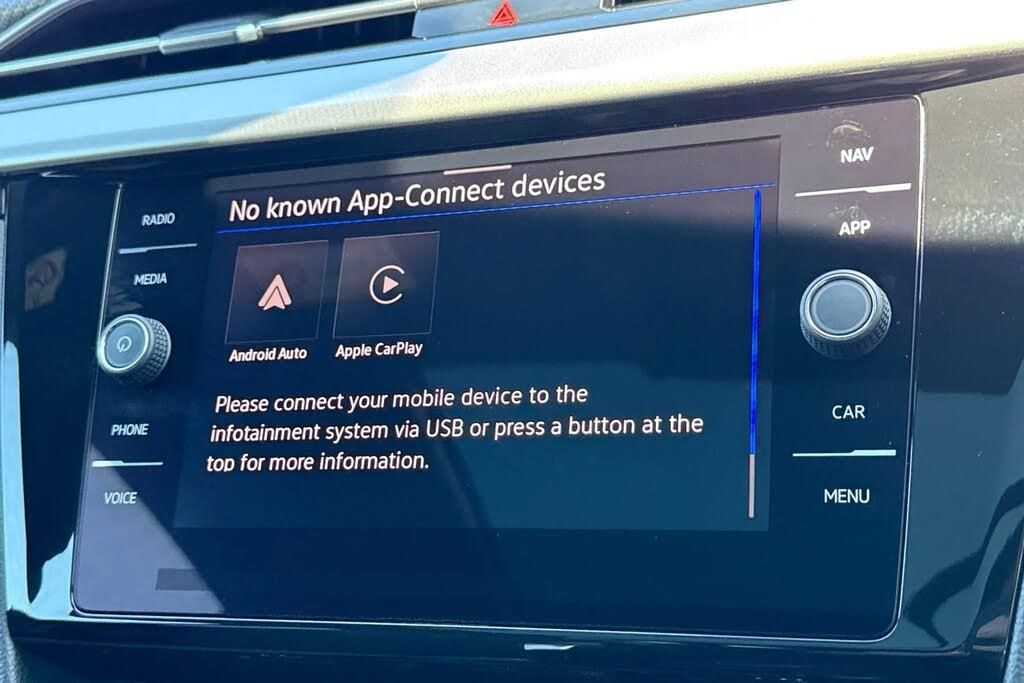 No known App-Connect devices
Android Auto
Apple CarPlay
Please connect your mobile device to the
infotainment system via USB or press a button at the
top for more information.
RADIO
MEDIA
PHONE
VOICE
NAV
APP
CAR
MENU